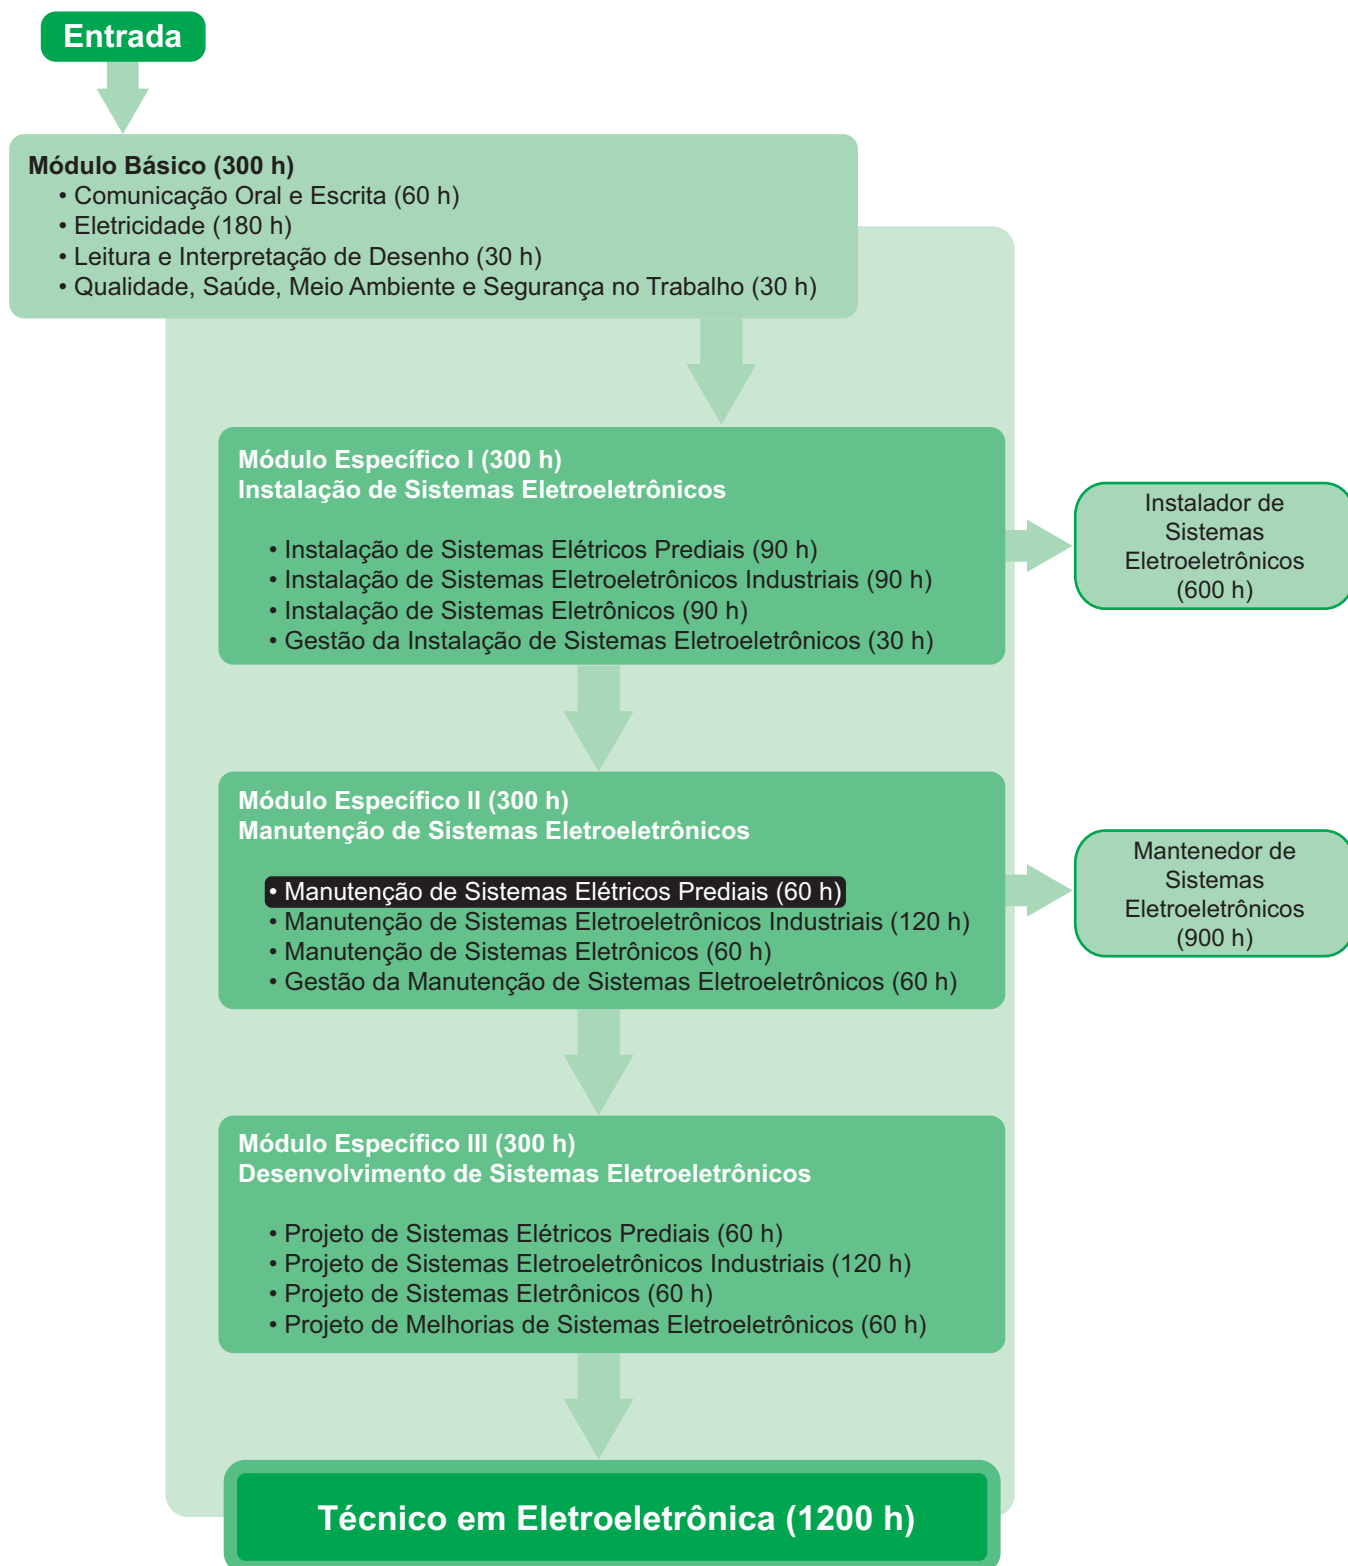 Entrada
Módulo Básico (300 h)
• Comunicação Oral e Escrita (60 h)
• Eletricidade (180 h)
• Leitura e Interpretação de Desenho (30 h)
• Qualidade, Saúde, Meio Ambiente e Segurança no Trabalho (30 h)
Módulo Específico I (300 h)
Instalação de Sistemas Eletroeletrônicos
• Instalação de Sistemas Elétricos Prediais (90 h)
• Instalação de Sistemas Eletroeletrônicos Industriais (90 h)
• Instalação de Sistemas Eletrônicos (90 h)
• Gestão da Instalação de Sistemas Eletroeletrônicos (30 h)
Instalador de
Sistemas
Eletroeletrônicos
(600 h)
Módulo Específico II (300 h)
Manutenção de Sistemas Eletroeletrônicos
• Manutenção de Sistemas Elétricos Prediais (60 h)
• Manutenção de Sistemas Eletroeletrônicos Industriais (120 h)
• Manutenção de Sistemas Eletrônicos (60 h)
• Gestão da Manutenção de Sistemas Eletroeletrônicos (60 h)
Mantenedor de
Sistemas
Eletroeletrônicos
(900 h)
Módulo Específico III (300 h)
Desenvolvimento de Sistemas Eletroeletrônicos
• Projeto de Sistemas Elétricos Prediais (60 h)
• Projeto de Sistemas Eletroeletrônicos Industriais (120 h)
• Projeto de Sistemas Eletrônicos (60 h)
• Projeto de Melhorias de Sistemas Eletroeletrônicos (60 h)
Técnico em Eletroeletrônica (1200 h)